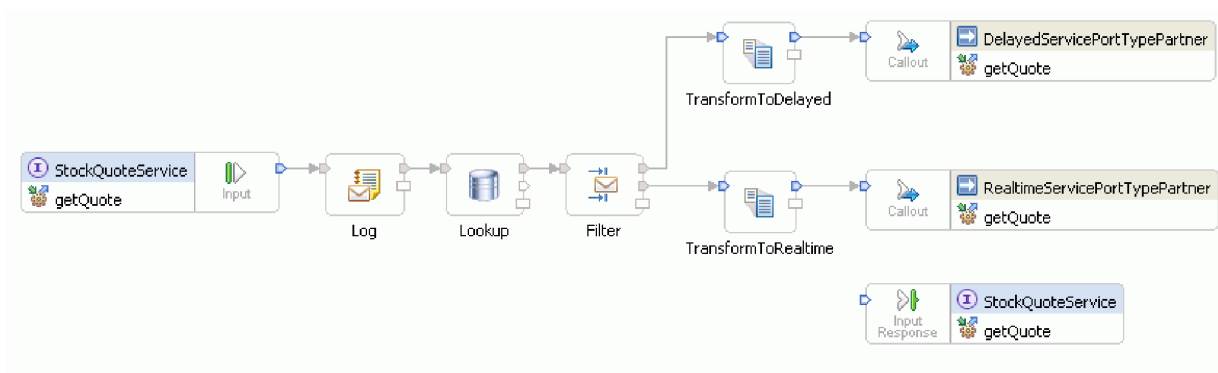 DelayedServicePortTypePartner
Callout
getQuote
TransformToDelayed
StockQuoteService
Input
getQuote
Log
Lookup
Filter
RealtimeServicePortTypePartner
Callout
getQuote
TransformToRealtime
StockQuoteService
Input
Response
getQuote